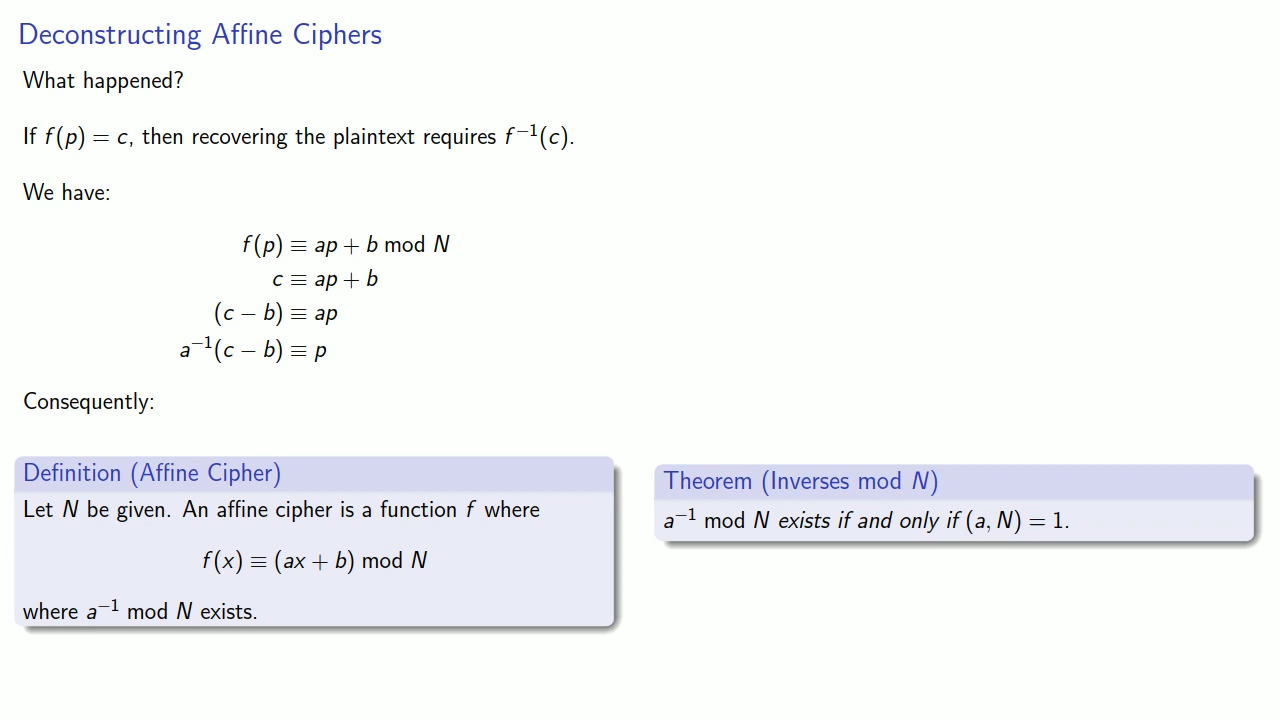 Deconstructing Affine Ciphers
What happened?
If f(p) = c, then recovering the plaintext requires f⁻¹(c).
We have:
f(p) ≡ ap + b mod N
c ≡ ap + b
(c − b) ≡ ap
a⁻¹(c − b) ≡ p
Consequently:
Definition (Affine Cipher)
Let N be given. An affine cipher is a function f where
f(x) ≡ (ax + b) mod N
where a⁻¹ mod N exists.
Theorem (Inverses mod N)
a⁻¹ mod N exists if and only if (a, N) = 1.